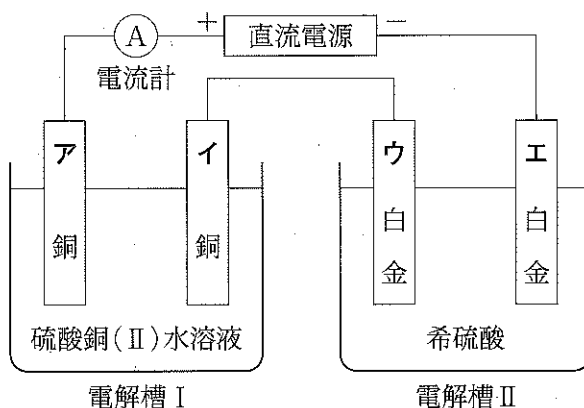 + 直流電源 −
A
電流計
ア イ ウ エ
銅 銅 白金 白金
硫酸銅(Ⅱ)水溶液 希硫酸
電解槽Ⅰ 電解槽Ⅱ